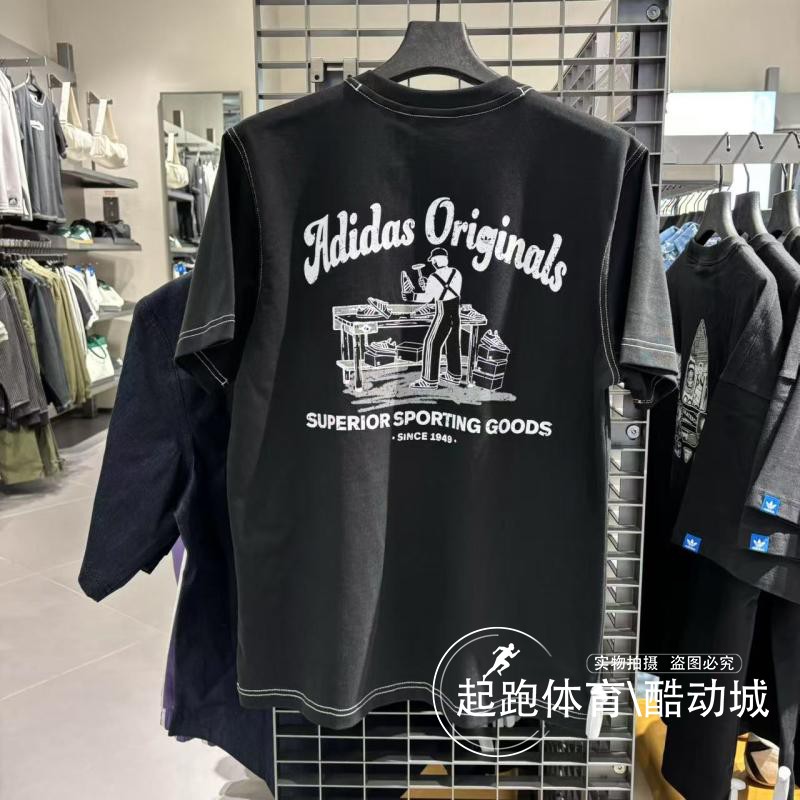 Adidas Originals
SUPERIOR SPORTING GOODS
· SINCE 1949 ·
实物拍摄 盗图必究
起跑体育\酷动城